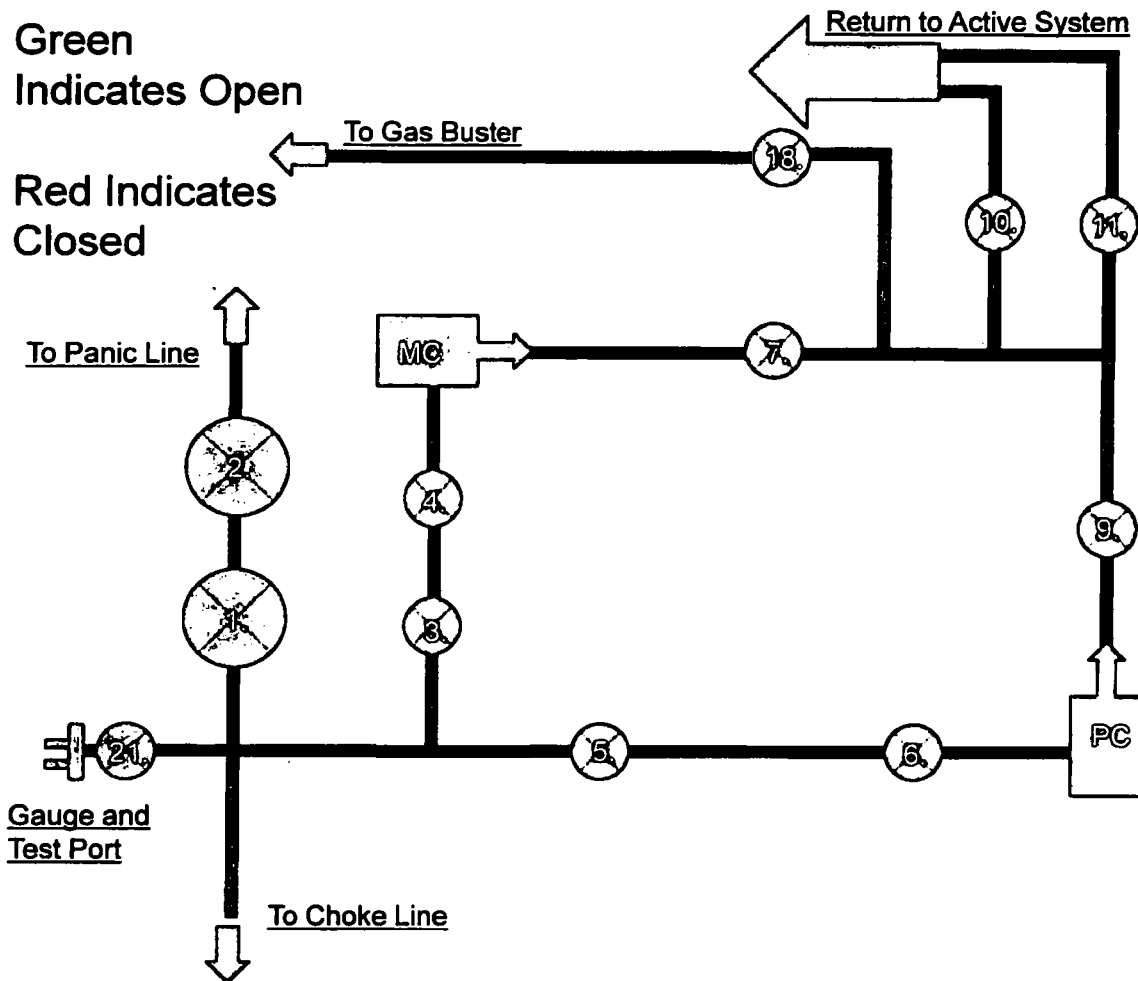 Green
Indicates Open
Red Indicates
Closed
Return to Active System
To Gas Buster
18.
10.
11.
To Panic Line
MC
7.
2.
4.
9.
1.
3.
21.
5.
6.
PC
Gauge and
Test Port
To Choke Line